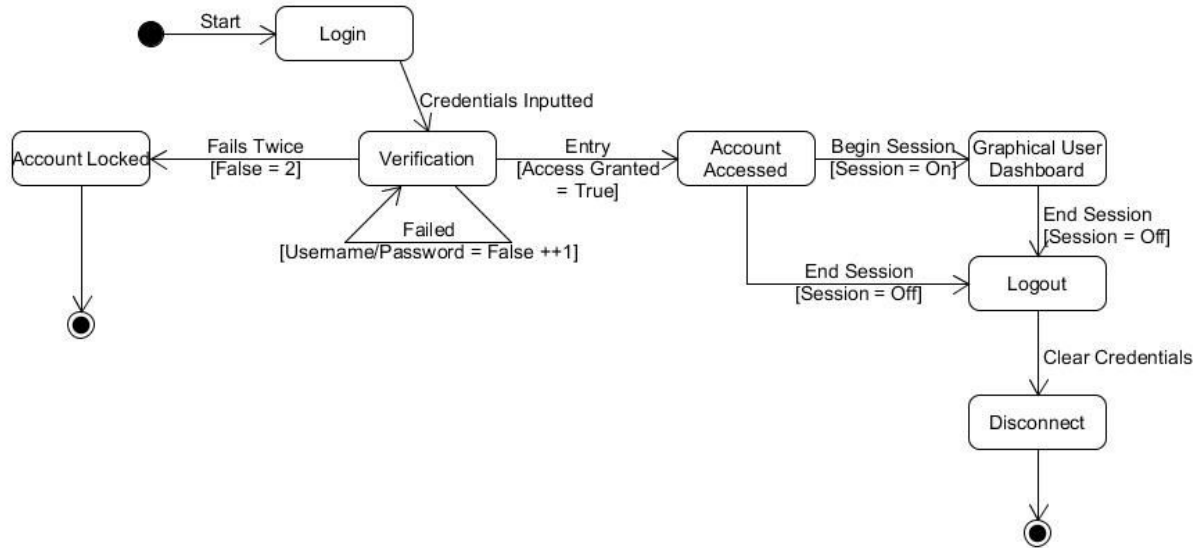 Start
Login
Credentials Inputted
Account Locked
Fails Twice
[False = 2]
Verification
Entry
[Access Granted
= True]
Account
Accessed
Begin Session
[Session = On]
Graphical User
Dashboard
Failed
[Username/Password = False ++1]
End Session
[Session = Off]
End Session
[Session = Off]
Logout
Clear Credentials
Disconnect